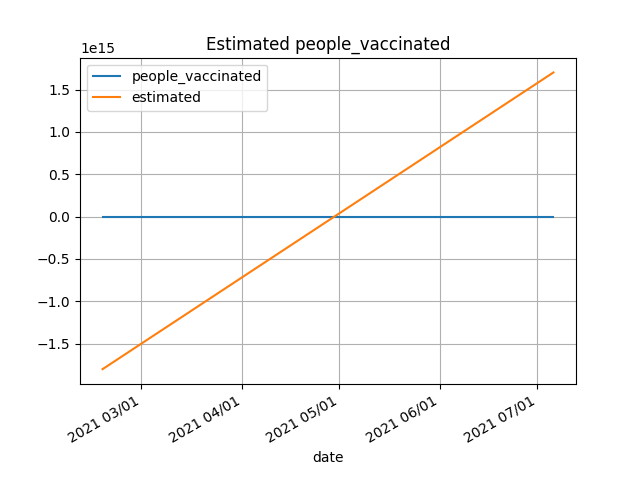 Estimated people_vaccinated
1e15
people_vaccinated
estimated
1.5
1.0
0.5
0.0
−0.5
−1.0
−1.5
2021 03/01
2021 04/01
2021 05/01
2021 06/01
2021 07/01
date